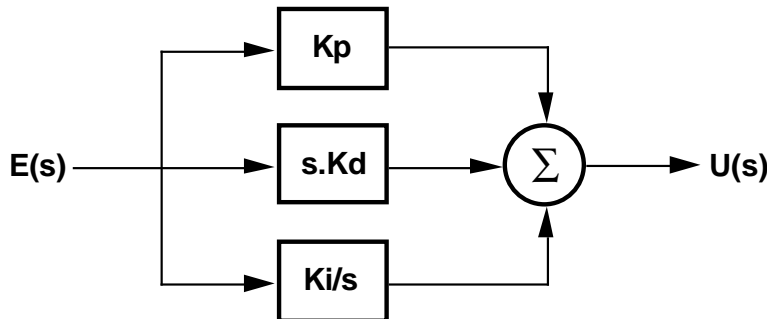 Kp
E(s)
s.Kd
Σ
U(s)
Ki/s